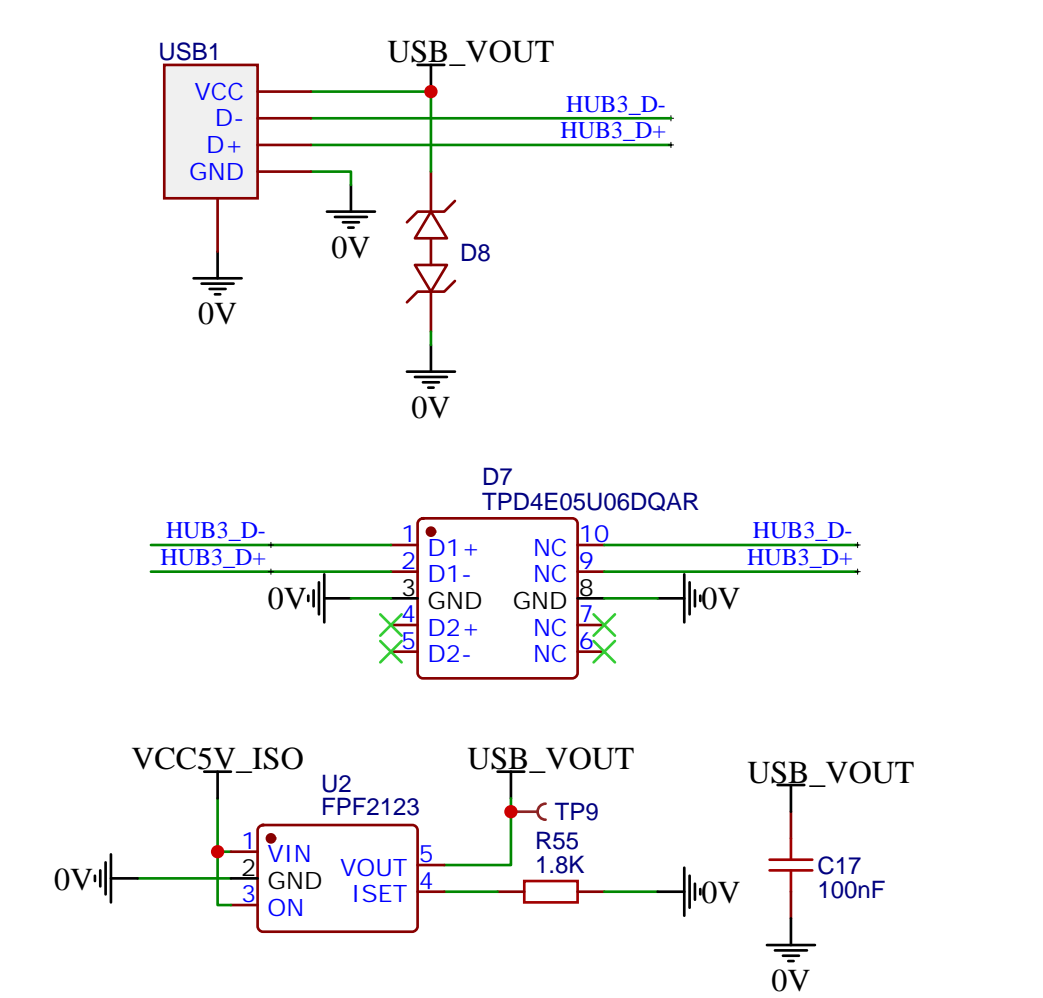 USB1
USB_VOUT
VCC
D-
D+
GND
HUB3_D-
HUB3_D+
0V
D8
0V
0V
D7
TPD4E05U06DQAR
HUB3_D-
HUB3_D+
0V
1
2
3
4
5
D1+
D1-
GND
D2+
D2-
NC
NC
GND
NC
NC
10
9
8
7
6
HUB3_D-
HUB3_D+
0V
VCC5V_ISO
U2
FPF2123
0V
1
2
3
VIN
GND
ON
VOUT
ISET
5
4
USB_VOUT
TP9
R55
1.8K
0V
USB_VOUT
C17
100nF
0V